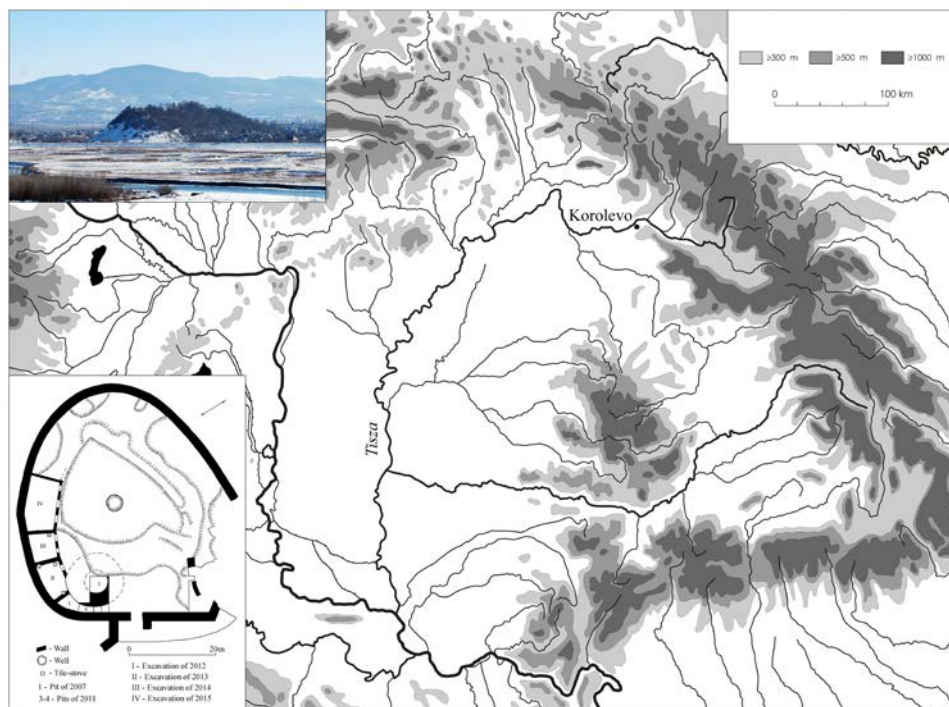 ≥300 m ≥500 m ≥1000 m
0 100 km
Korolevo
Tisza
IV
III
- Wall
- Well
- Tile-stove
1 - Pit of 2007
3-4 - Pits of 2011
0 20m
I - Excavation of 2012
II - Excavation of 2013
III - Excavation of 2014
IV - Excavation of 2015